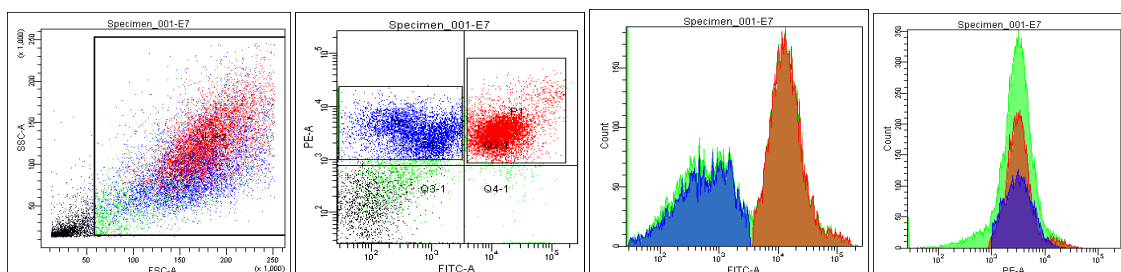 Specimen_001-E7
(x 1,000)
250
200
150
100
50
SSC-A
50 100 150 200 250
FSC-A (x 1,000)
Specimen_001-E7
10^5
10^4
10^3
10^2
PE-A
P1
Q3-1 Q4-1
10^2 10^3 10^4 10^5
FITC-A
Specimen_001-E7
150
100
50
0
Count
10^2 10^3 10^4 10^5
FITC-A
Specimen_001-E7
350
300
250
200
150
100
50
0
Count
10^2 10^3 10^4 10^5
PE-A